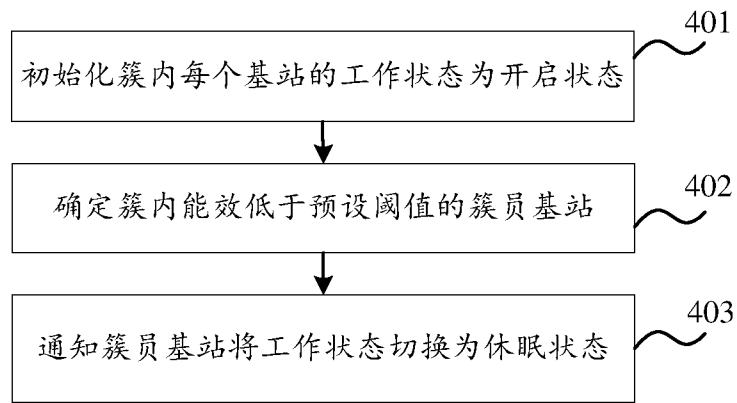 401
初始化簇内每个基站的工作状态为开启状态
402
确定簇内能效低于预设阈值的簇员基站
403
通知簇员基站将工作状态切换为休眠状态